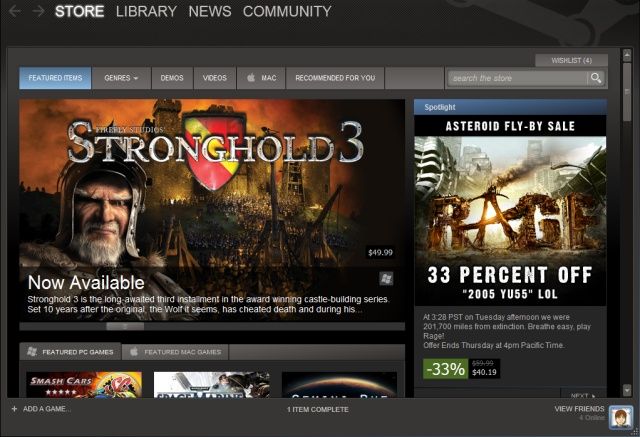 STORE LIBRARY NEWS COMMUNITY
WISHLIST (4)
FEATURED ITEMS GENRES DEMOS VIDEOS MAC RECOMMENDED FOR YOU search the store
FIREFLY STUDIOS'
STRONGHOLD 3
$49.99
Now Available
Stronghold 3 is the long-awaited third installment in the award winning castle-building series.
Set 10 years after the original, the Wolf it seems, has cheated death and during his...
Spotlight
ASTEROID FLY-BY SALE
RAGE
33 PERCENT OFF
"2005 YU55" LOL
At 3:28 PST on Tuesday afternoon we were
201,700 miles from extinction. Breathe easy, play
Rage!
Offer Ends Thursday at 4pm Pacific Time.
-33% $59.99
$40.19
NEXT
FEATURED PC GAMES FEATURED MAC GAMES
SMASH CARS
SPACE MARINE
+ ADD A GAME... 1 ITEM COMPLETE VIEW FRIENDS
4 Online